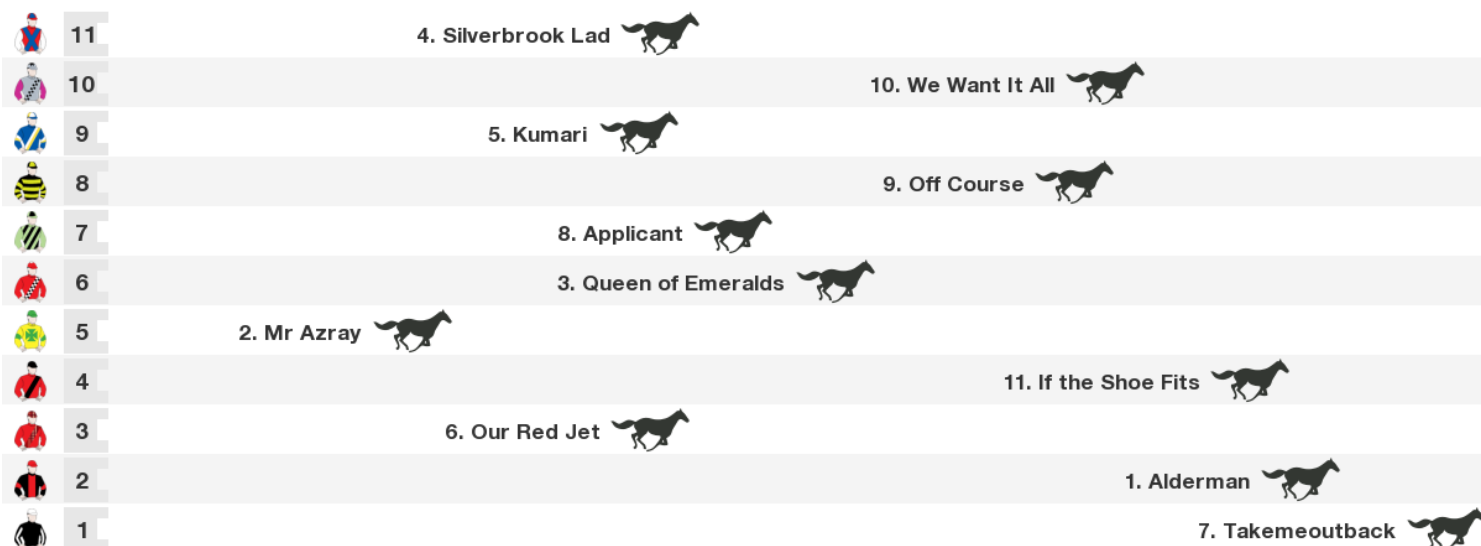 11 4. Silverbrook Lad
10 10. We Want It All
9 5. Kumari
8 9. Off Course
7 8. Applicant
6 3. Queen of Emeralds
5 2. Mr Azray
4 11. If the Shoe Fits
3 6. Our Red Jet
2 1. Alderman
1 7. Takemeoutback